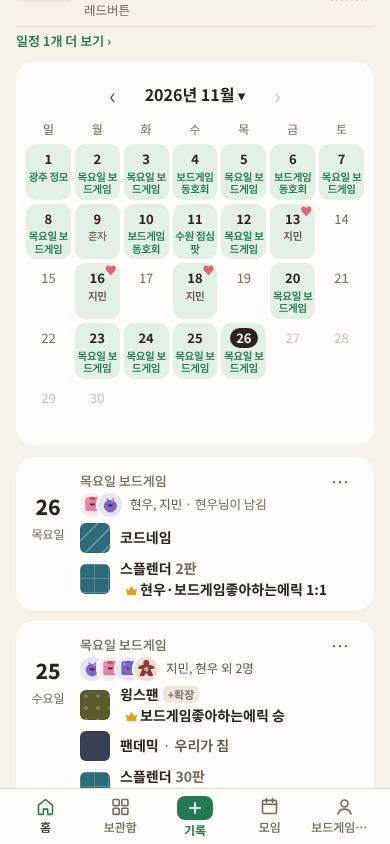 레드버튼
일정 1개 더 보기 ›
‹ 2026년 11월 ▾ ›
일 월 화 수 목 금 토
1 2 3 4 5 6 7
광주 정모 목요일 보드게임 목요일 보드게임 보드게임 동호회 목요일 보드게임 보드게임 동호회 목요일 보드게임
8 9 10 11 12 13 14
목요일 보드게임 혼자 보드게임 동호회 수원 점심팟 목요일 보드게임 지민
15 16 17 18 19 20 21
지민 지민 목요일 보드게임
22 23 24 25 26 27 28
목요일 보드게임 목요일 보드게임 목요일 보드게임 목요일 보드게임
29 30
목요일 보드게임 ···
26 현우, 지민 · 현우님이 남김
목요일
코드네임
스플렌더 2판
현우·보드게임좋아하는에릭 1:1
목요일 보드게임 ···
25 지민, 현우 외 2명
수요일
윙스팬 +확장
보드게임좋아하는에릭 승
팬데믹 · 우리가 짐
스플렌더 30판
홈 보관함 기록 모임 보드게임···